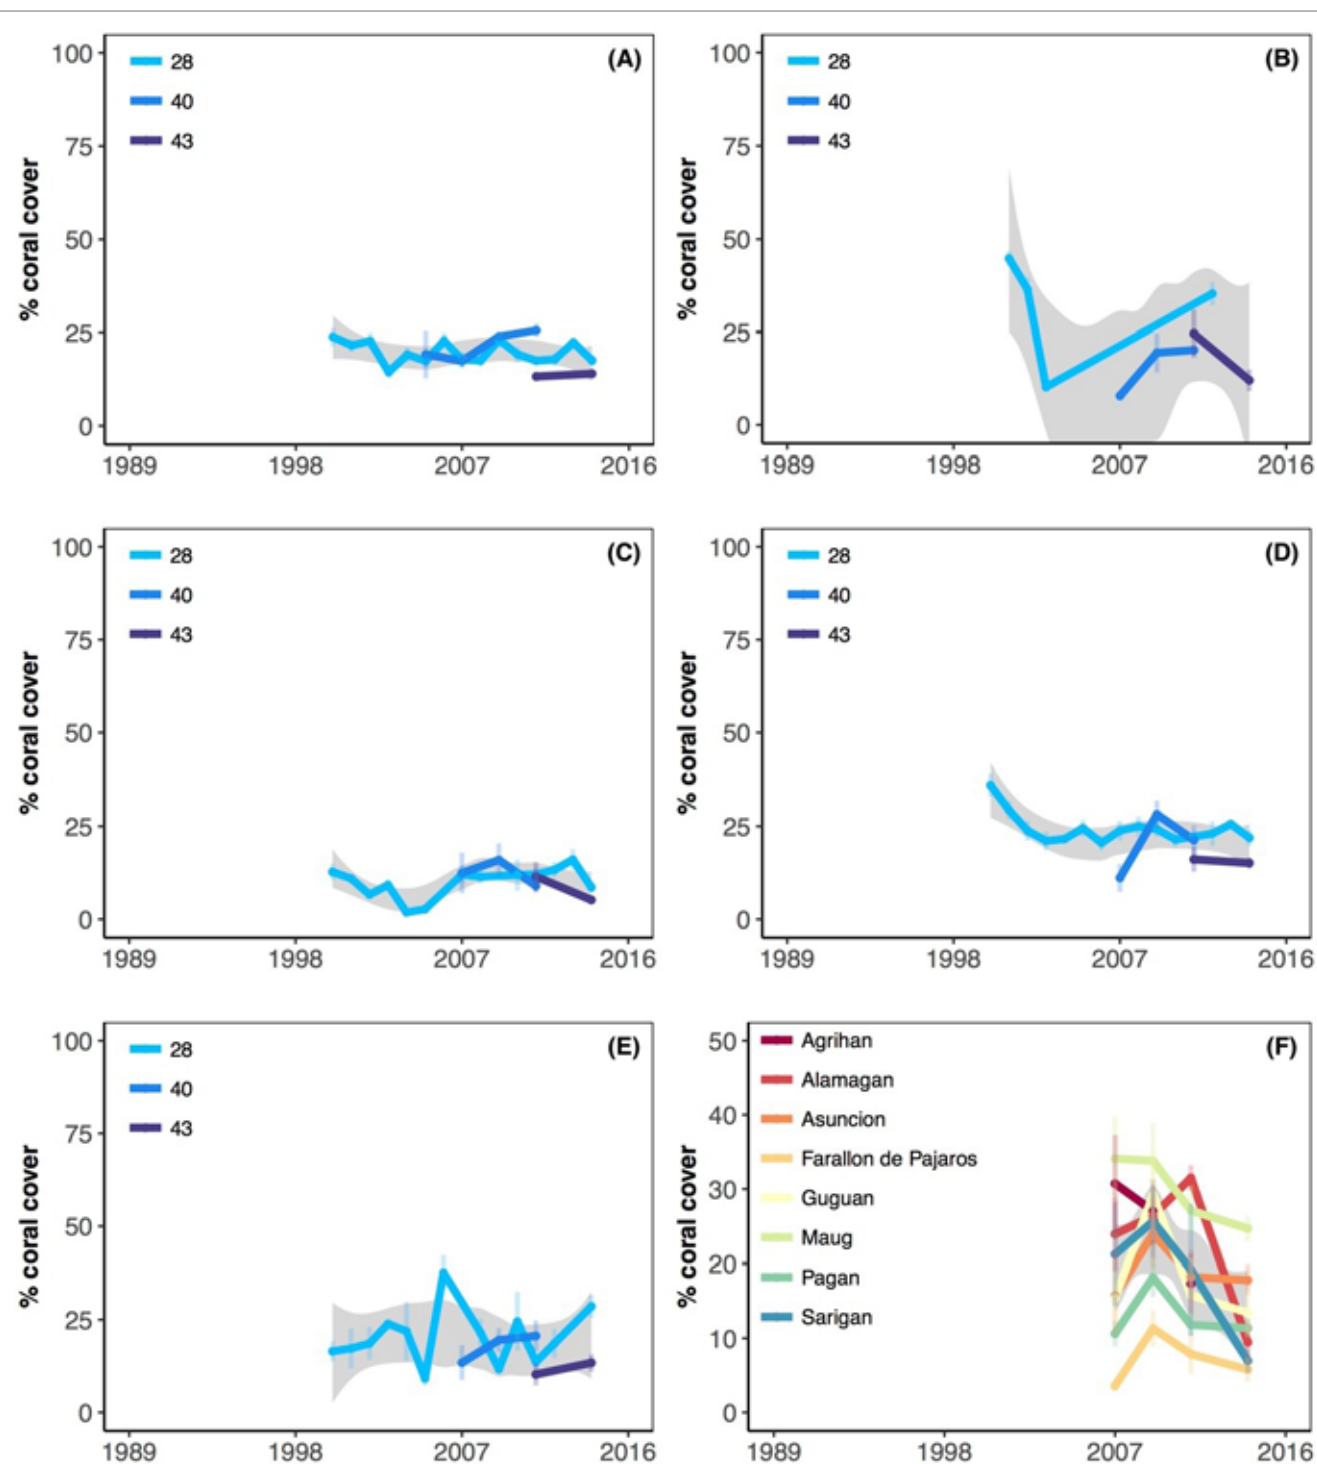 (A)
28
40
43
% coral cover
100
75
50
25
0
1989 1998 2007 2016
(B)
28
40
43
% coral cover
100
75
50
25
0
1989 1998 2007 2016
(C)
28
40
43
% coral cover
100
75
50
25
0
1989 1998 2007 2016
(D)
28
40
43
% coral cover
100
75
50
25
0
1989 1998 2007 2016
(E)
28
40
43
% coral cover
100
75
50
25
0
1989 1998 2007 2016
(F)
Agrihan
Alamagan
Asuncion
Farallon de Pajaros
Guguan
Maug
Pagan
Sarigan
% coral cover
50
40
30
20
10
0
1989 1998 2007 2016